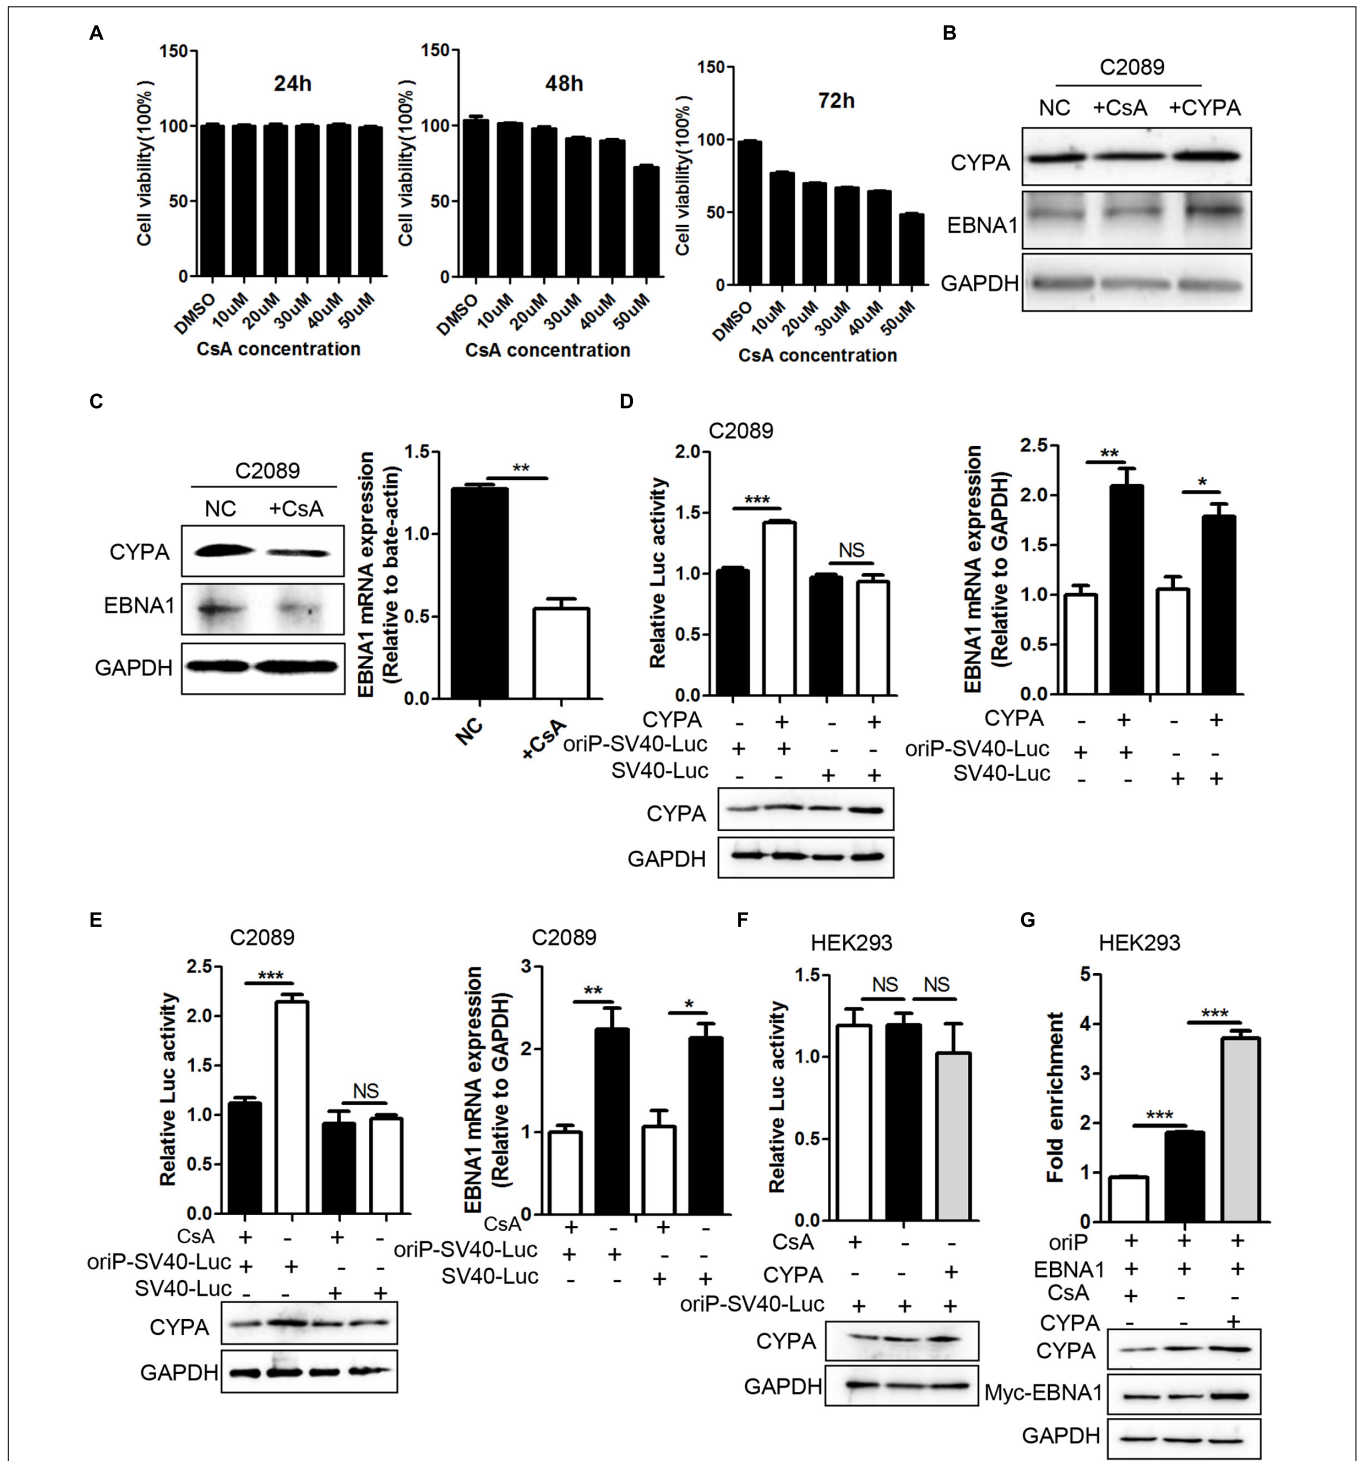 A
150
100
50
0
Cell viability(100% )
24h
DMSO
10uM
20uM
30uM
40uM
50uM
CsA concentration
150
100
50
0
Cell viability(100% )
48h
DMSO
10uM
20uM
30uM
40uM
50uM
CsA concentration
150
100
50
0
Cell viability(100% )
72h
DMSO
10uM
20uM
30uM
40uM
50uM
CsA concentration
B
C2089
NC +CsA +CYPA
CYPA
EBNA1
GAPDH
C
C2089
NC +CsA
CYPA
EBNA1
GAPDH
EBNA1 mRNA expression
(Relative to bate-actin)
1.5
1.0
0.5
0.0
**
NC
+CsA
D
C2089
Relative Luc activity
2.0
1.5
1.0
0.5
0.0
***
NS
CYPA - + - +
oriP-SV40-Luc + + - -
SV40-Luc - - + +
CYPA
GAPDH
EBNA1 mRNA expression
(Relative to GAPDH)
2.5
2.0
1.5
1.0
0.5
0.0
**
*
CYPA - + - +
oriP-SV40-Luc + + - -
SV40-Luc - - + +
E
C2089
Relative Luc activity
2.5
2.0
1.5
1.0
0.5
0.0
***
NS
CsA + - + -
oriP-SV40-Luc + + - -
SV40-Luc - - + +
CYPA
GAPDH
C2089
EBNA1 mRNA expression
(Relative to GAPDH)
3
2
1
0
**
*
CsA + - + -
oriP-SV40-Luc + + - -
SV40-Luc - - + +
F
HEK293
Relative Luc activity
1.5
1.0
0.5
0.0
NS NS
CsA + - -
CYPA - - +
oriP-SV40-Luc + + +
CYPA
GAPDH
G
HEK293
Fold enrichment
5
4
3
2
1
0
***
***
oriP + + +
EBNA1 + + +
CsA + - -
CYPA - - +
CYPA
Myc-EBNA1
GAPDH